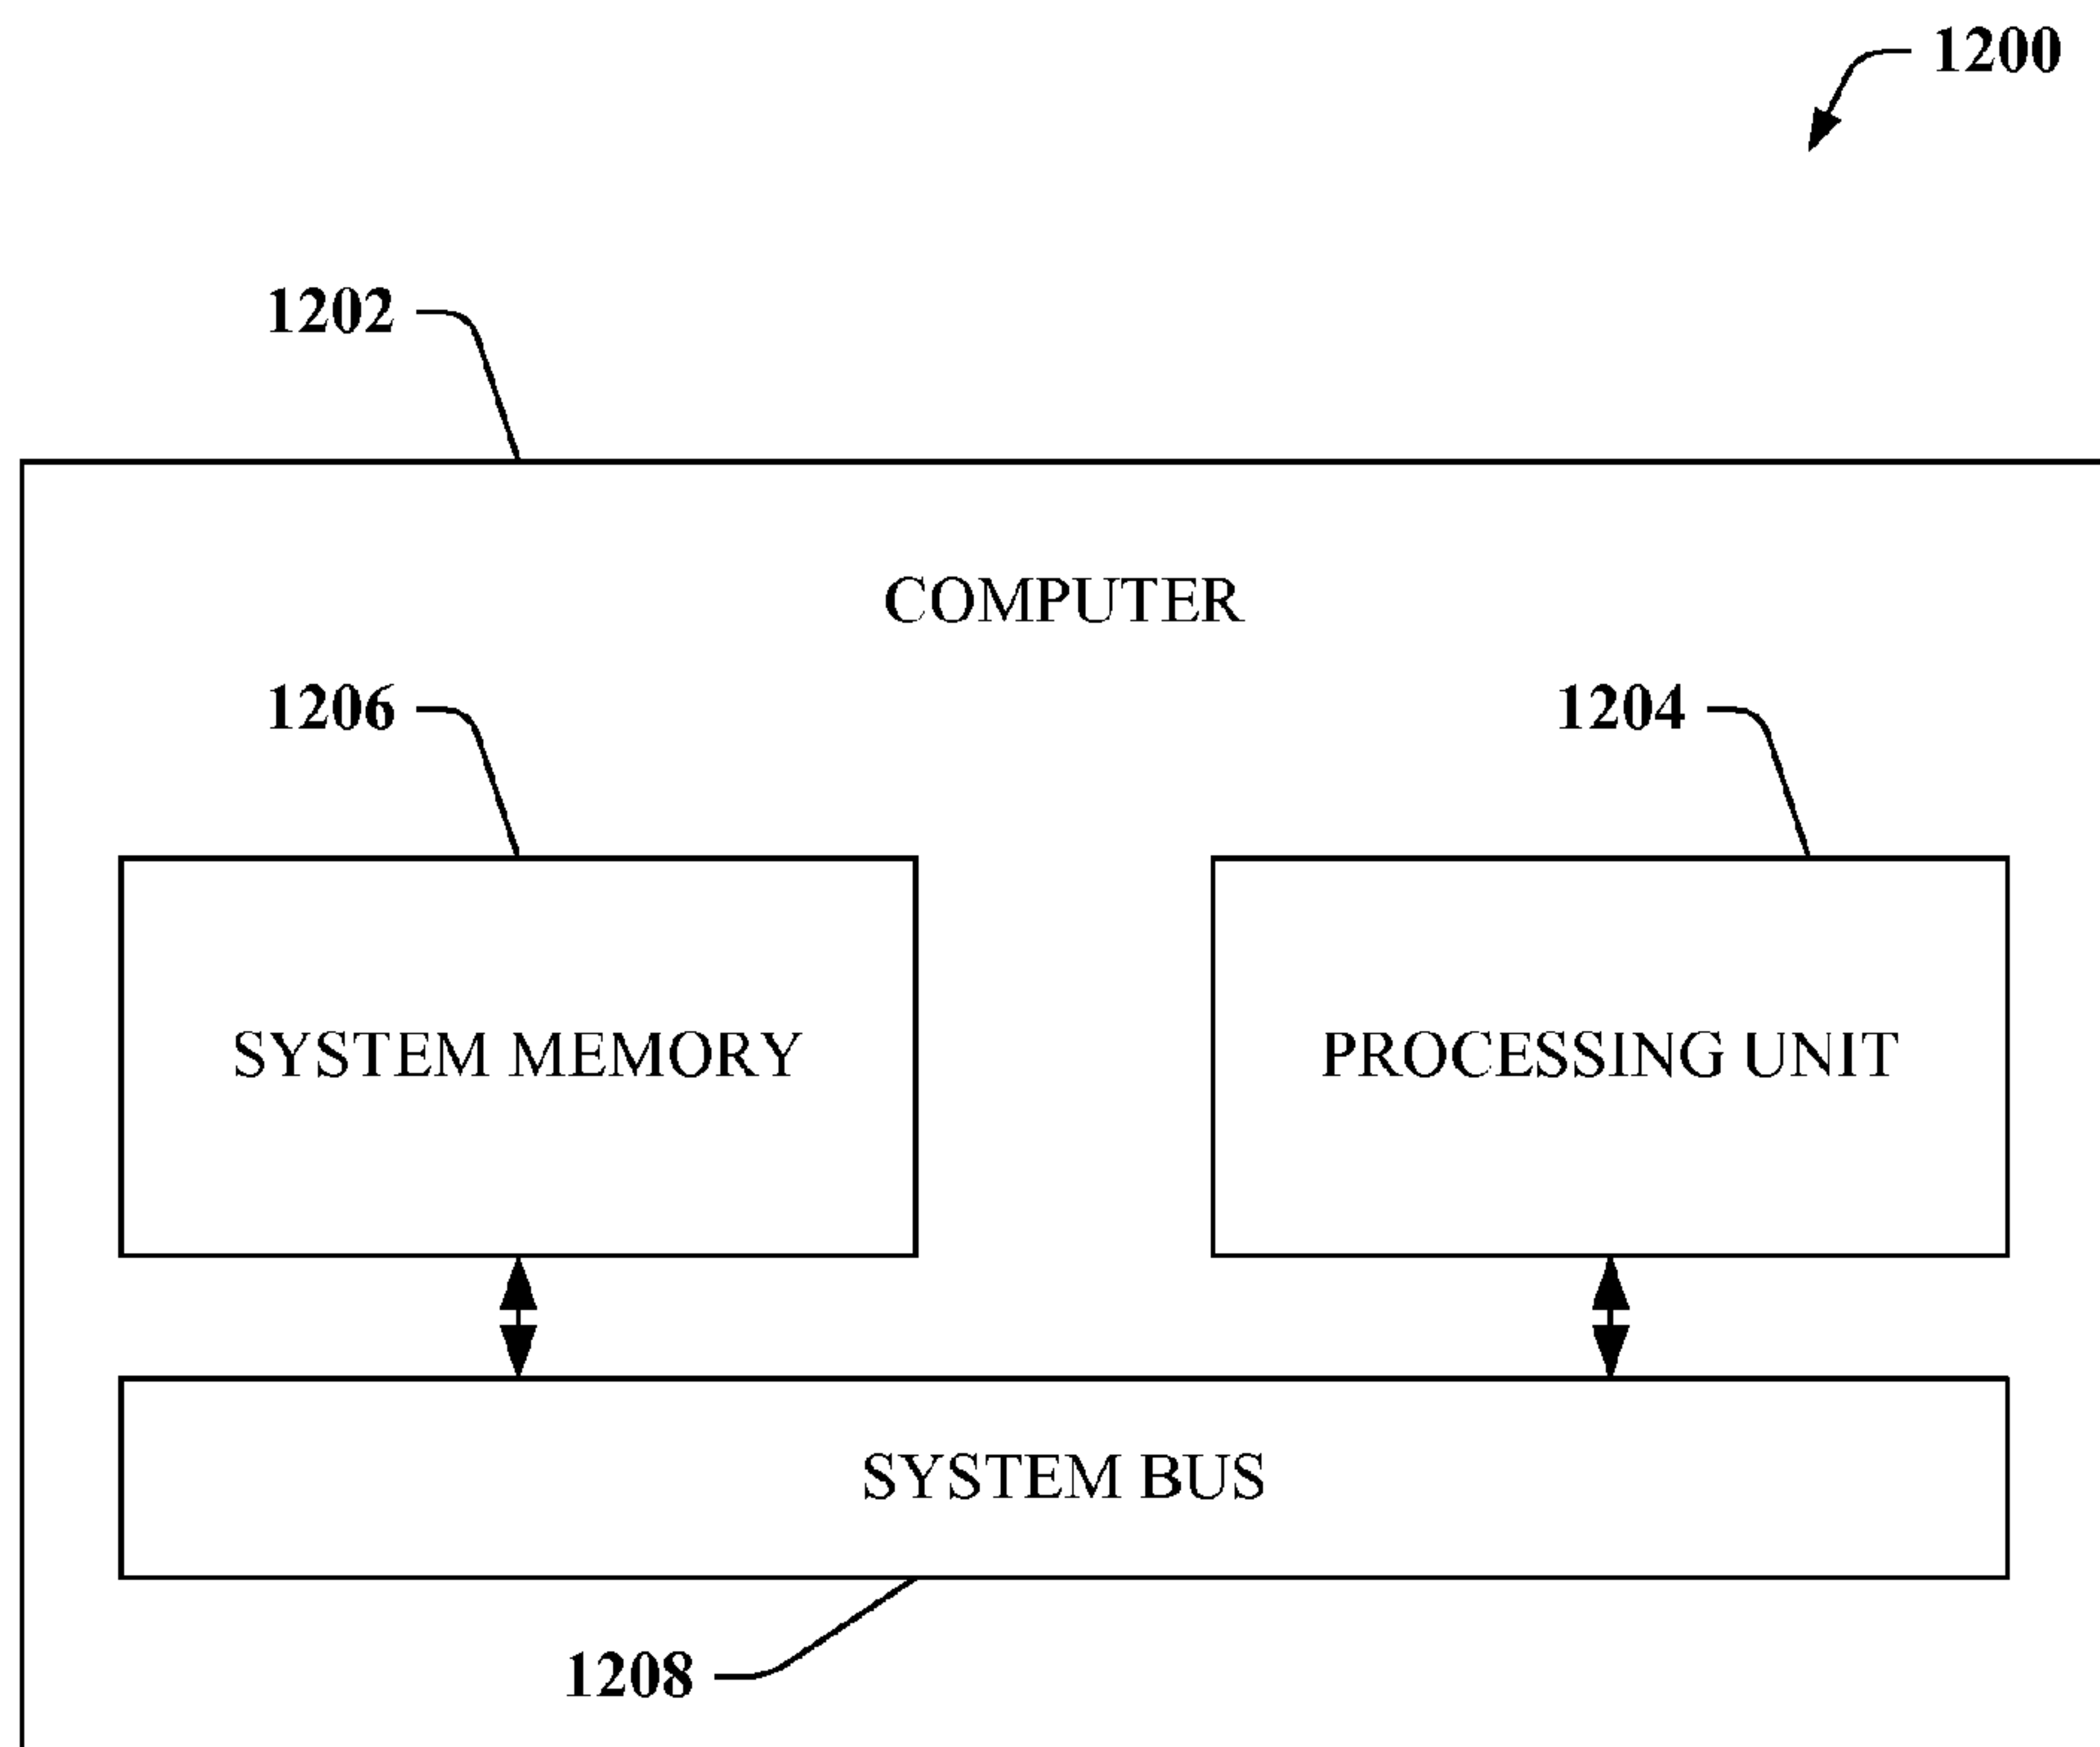 1200
1202
COMPUTER
1206
1204
SYSTEM MEMORY
PROCESSING UNIT
SYSTEM BUS
1208